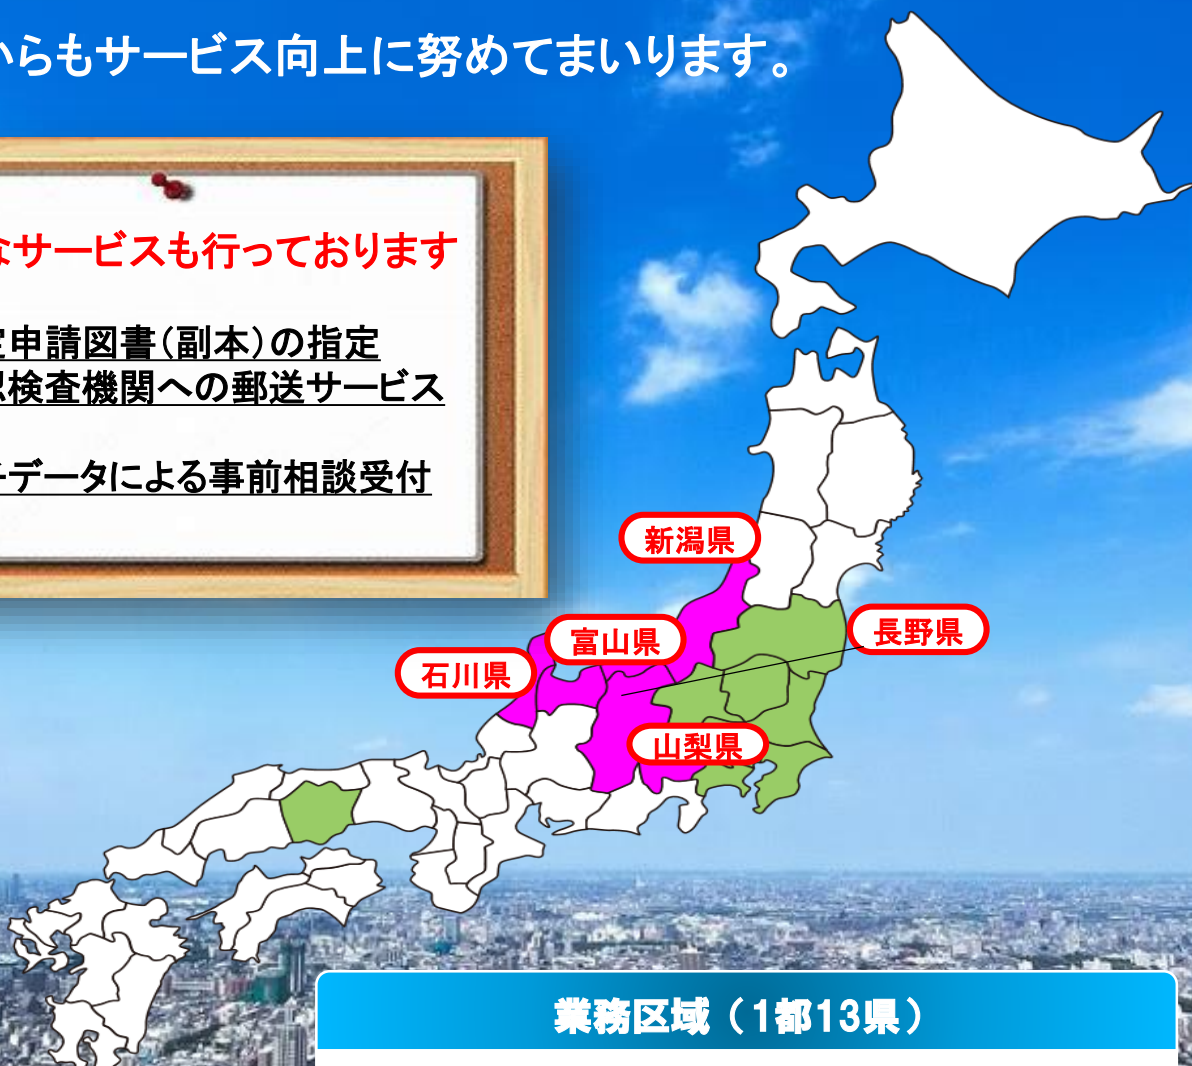 からもサービス向上に努めてまいります。
なサービスも行っております
定申請図書（副本）の指定
認検査機関への郵送サービス
子データによる事前相談受付
新潟県
富山県
長野県
石川県
山梨県
業務区域（1都13県）